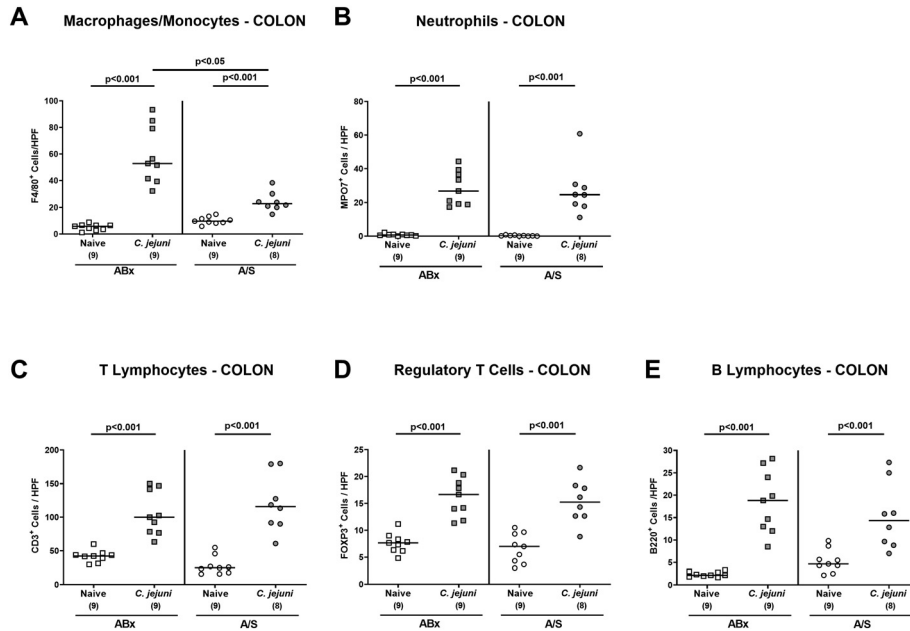 A
Macrophages/Monocytes - COLON
p<0.05
p<0.001
p<0.001
F4/80+ Cells/HPF
100
80
60
40
20
0
Naive
C. jejuni
Naive
C. jejuni
(9)
(9)
(9)
(8)
ABx
A/S
B
Neutrophils - COLON
p<0.001
p<0.001
MPO7+ Cells / HPF
80
60
40
20
0
Naive
C. jejuni
Naive
C. jejuni
(9)
(9)
(9)
(8)
ABx
A/S
C
T Lymphocytes - COLON
p<0.001
p<0.001
CD3+ Cells / HPF
200
150
100
50
0
Naive
C. jejuni
Naive
C. jejuni
(9)
(9)
(9)
(8)
ABx
A/S
D
Regulatory T Cells - COLON
p<0.001
p<0.001
FOXP3+ Cells / HPF
25
20
15
10
5
0
Naive
C. jejuni
Naive
C. jejuni
(9)
(9)
(9)
(8)
ABx
A/S
E
B Lymphocytes - COLON
p<0.001
p<0.001
B220+ Cells /HPF
30
25
20
15
10
5
0
Naive
C. jejuni
Naive
C. jejuni
(9)
(9)
(9)
(8)
ABx
A/S